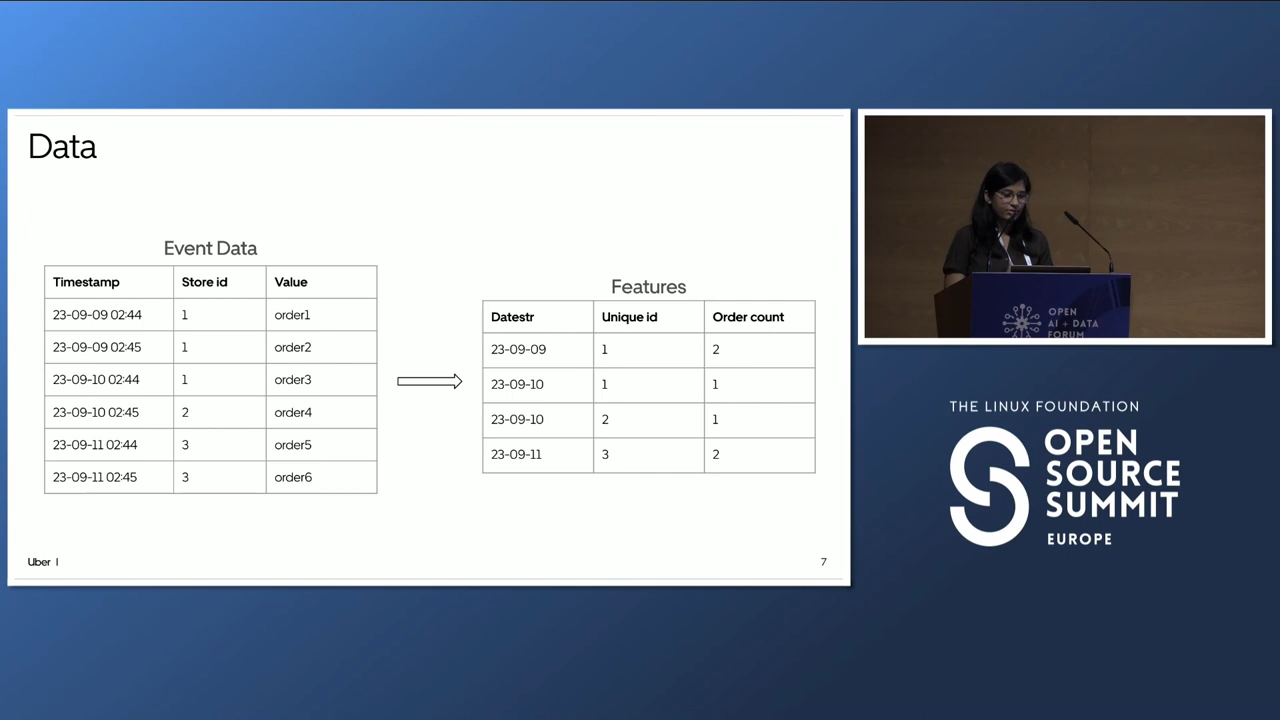 Data
Event Data
Timestamp Store id Value
23-09-09 02:44 1 order1
23-09-09 02:45 1 order2
23-09-10 02:44 1 order3
23-09-10 02:45 2 order4
23-09-11 02:44 3 order5
23-09-11 02:45 3 order6
Features
Datestr Unique id Order count
23-09-09 1 2
23-09-10 1 1
23-09-10 2 1
23-09-11 3 2
Uber |
7
OPEN
AI + DATA
FORUM
THE LINUX FOUNDATION
OPEN
SOURCE
SUMMIT
EUROPE